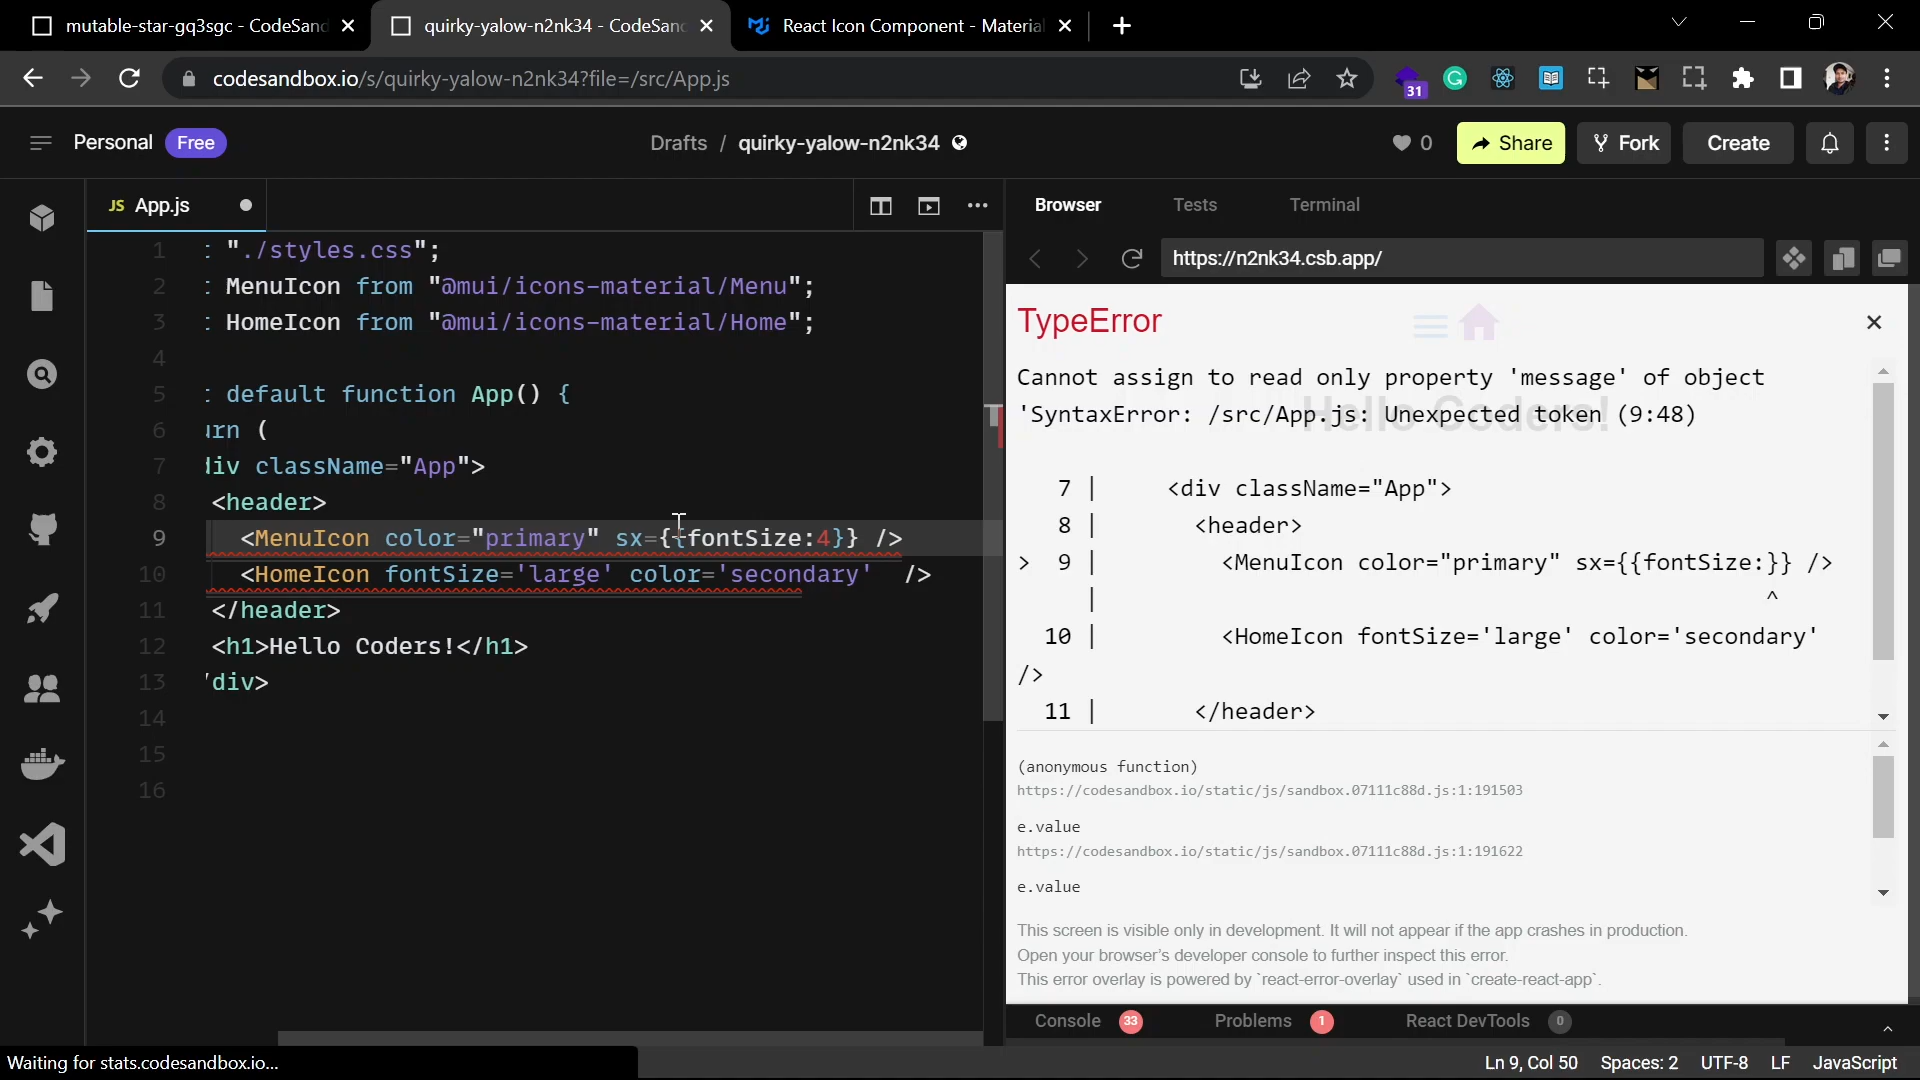 mutable-star-gq3sgc - CodeSand
quirky-yalow-n2nk34 - CodeSand
React Icon Component - Material
codesandbox.io/s/quirky-yalow-n2nk34?file=/src/App.js
31
Personal Free
Drafts / quirky-yalow-n2nk34
0
Share
Fork
Create
JS App.js
1 : "./styles.css";
2 : MenuIcon from "@mui/icons-material/Menu";
3 : HomeIcon from "@mui/icons-material/Home";
4
5 : default function App() {
6 urn (
7 div className="App">
8 <header>
9 <MenuIcon color="primary" sx={{fontSize:4}} />
10 <HomeIcon fontSize='large' color='secondary' />
11 </header>
12 <h1>Hello Coders!</h1>
13 /div>
14
15
16
Browser Tests Terminal
https://n2nk34.csb.app/
TypeError
Hello Coders!
Cannot assign to read only property 'message' of object
'SyntaxError: /src/App.js: Unexpected token (9:48)
7 | <div className="App">
8 | <header>
> 9 | <MenuIcon color="primary" sx={{fontSize:}} />
| ^
10 | <HomeIcon fontSize='large' color='secondary'
/>
11 | </header>
(anonymous function)
https://codesandbox.io/static/js/sandbox.07111c88d.js:1:191503
e.value
https://codesandbox.io/static/js/sandbox.07111c88d.js:1:191622
e.value
This screen is visible only in development. It will not appear if the app crashes in production.
Open your browser's developer console to further inspect this error.
This error overlay is powered by `react-error-overlay` used in `create-react-app`.
Console 33 Problems 1 React DevTools 0
Waiting for stats.codesandbox.io...
Ln 9, Col 50 Spaces: 2 UTF-8 LF JavaScript